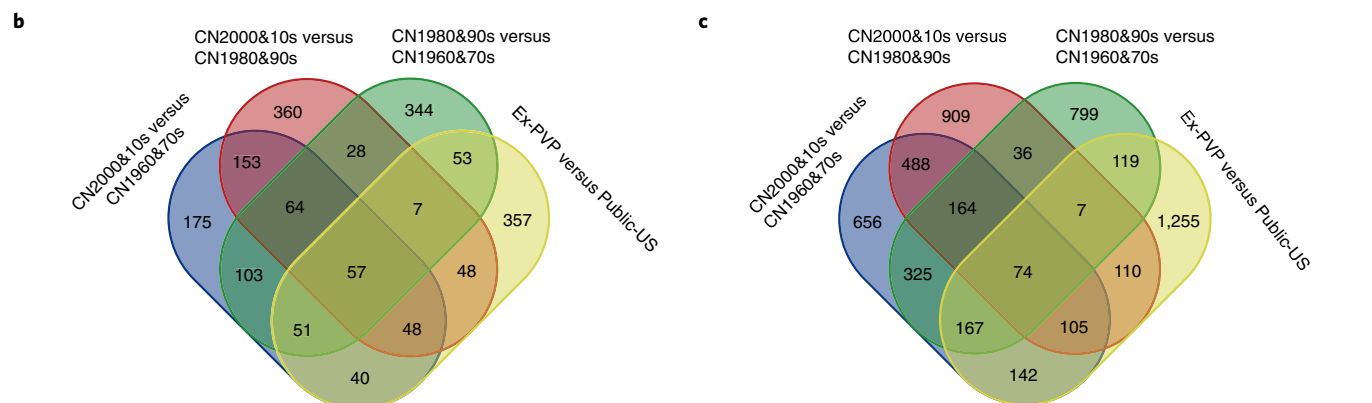 b
CN2000&10s versus
CN1980&90s
CN1980&90s versus
CN1960&70s
CN2000&10s versus
CN1960&70s
Ex-PVP versus Public-US
360
344
153
28
53
175
64
7
357
103
57
48
51
48
40
c
CN2000&10s versus
CN1980&90s
CN1980&90s versus
CN1960&70s
CN2000&10s versus
CN1960&70s
Ex-PVP versus Public-US
909
799
488
36
119
656
164
7
1,255
325
74
110
167
105
142